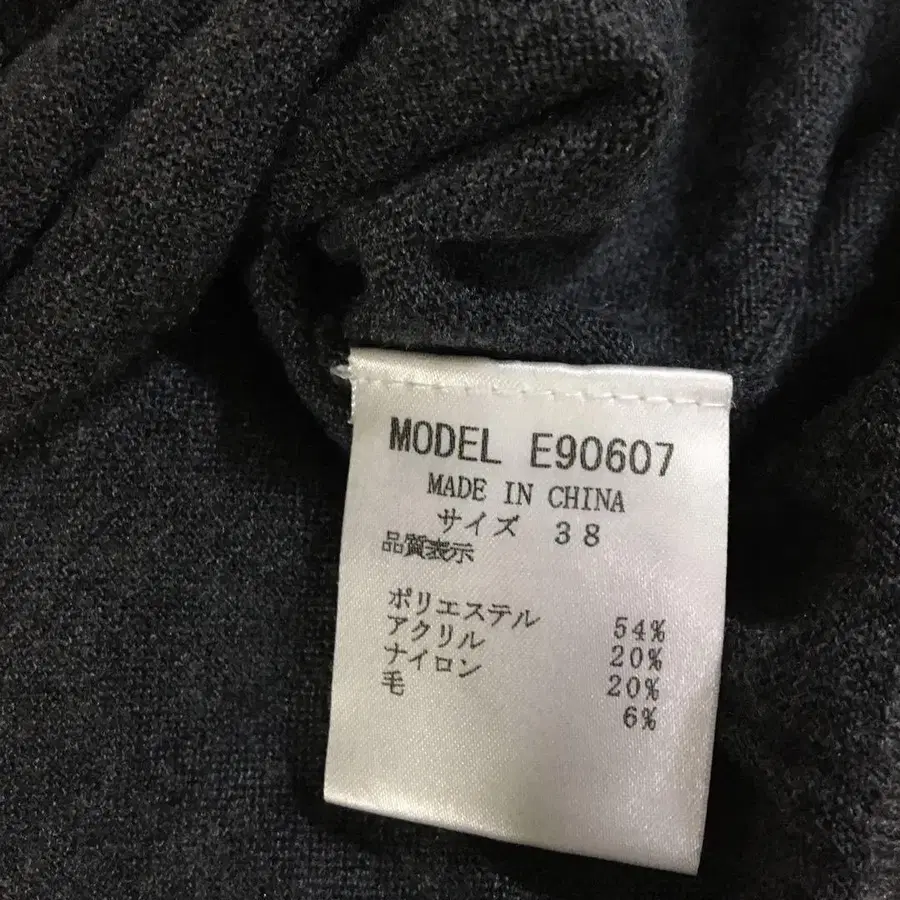 MODEL E90607
MADE IN CHINA
サイズ 38
品質表示
ポリエステル 54%
アクリル 20%
ナイロン 20%
毛 6%